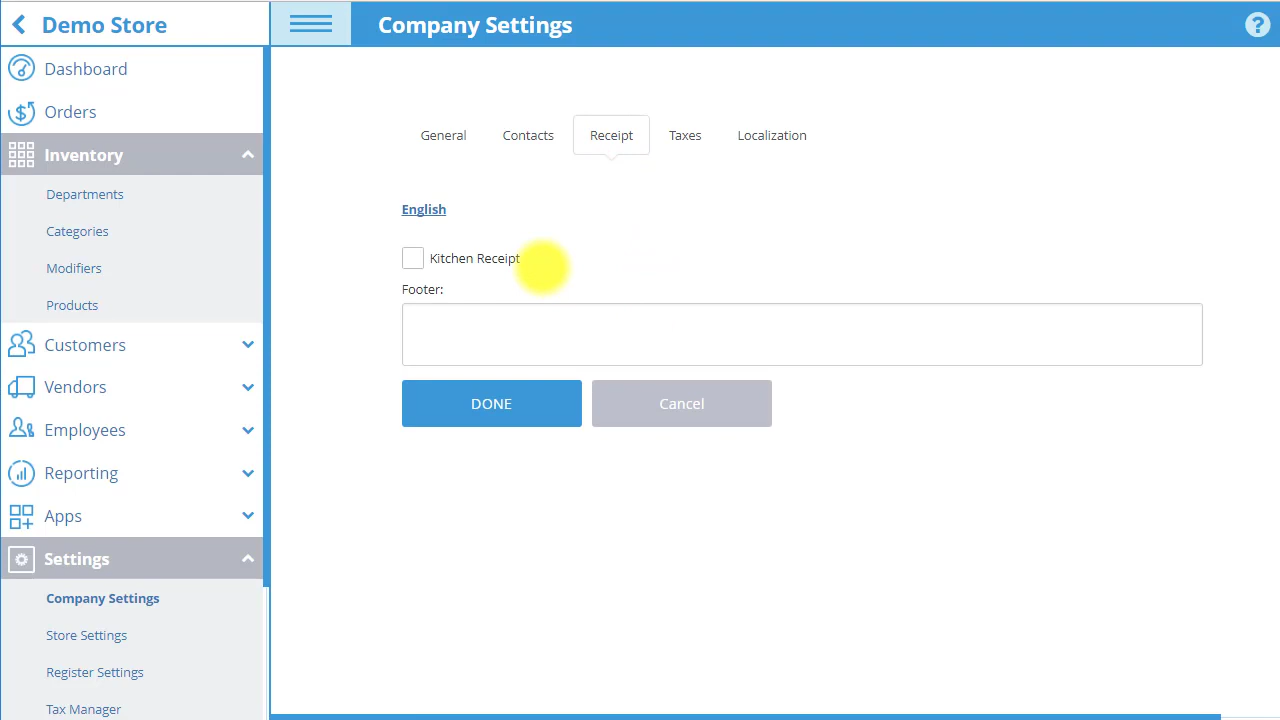 Demo Store
Company Settings
?
Dashboard
Orders
Inventory
Departments
Categories
Modifiers
Products
Customers
Vendors
Employees
Reporting
Apps
Settings
Company Settings
Store Settings
Register Settings
Tax Manager
General Contacts Receipt Taxes Localization
English
Kitchen Receipt
Footer:
DONE Cancel